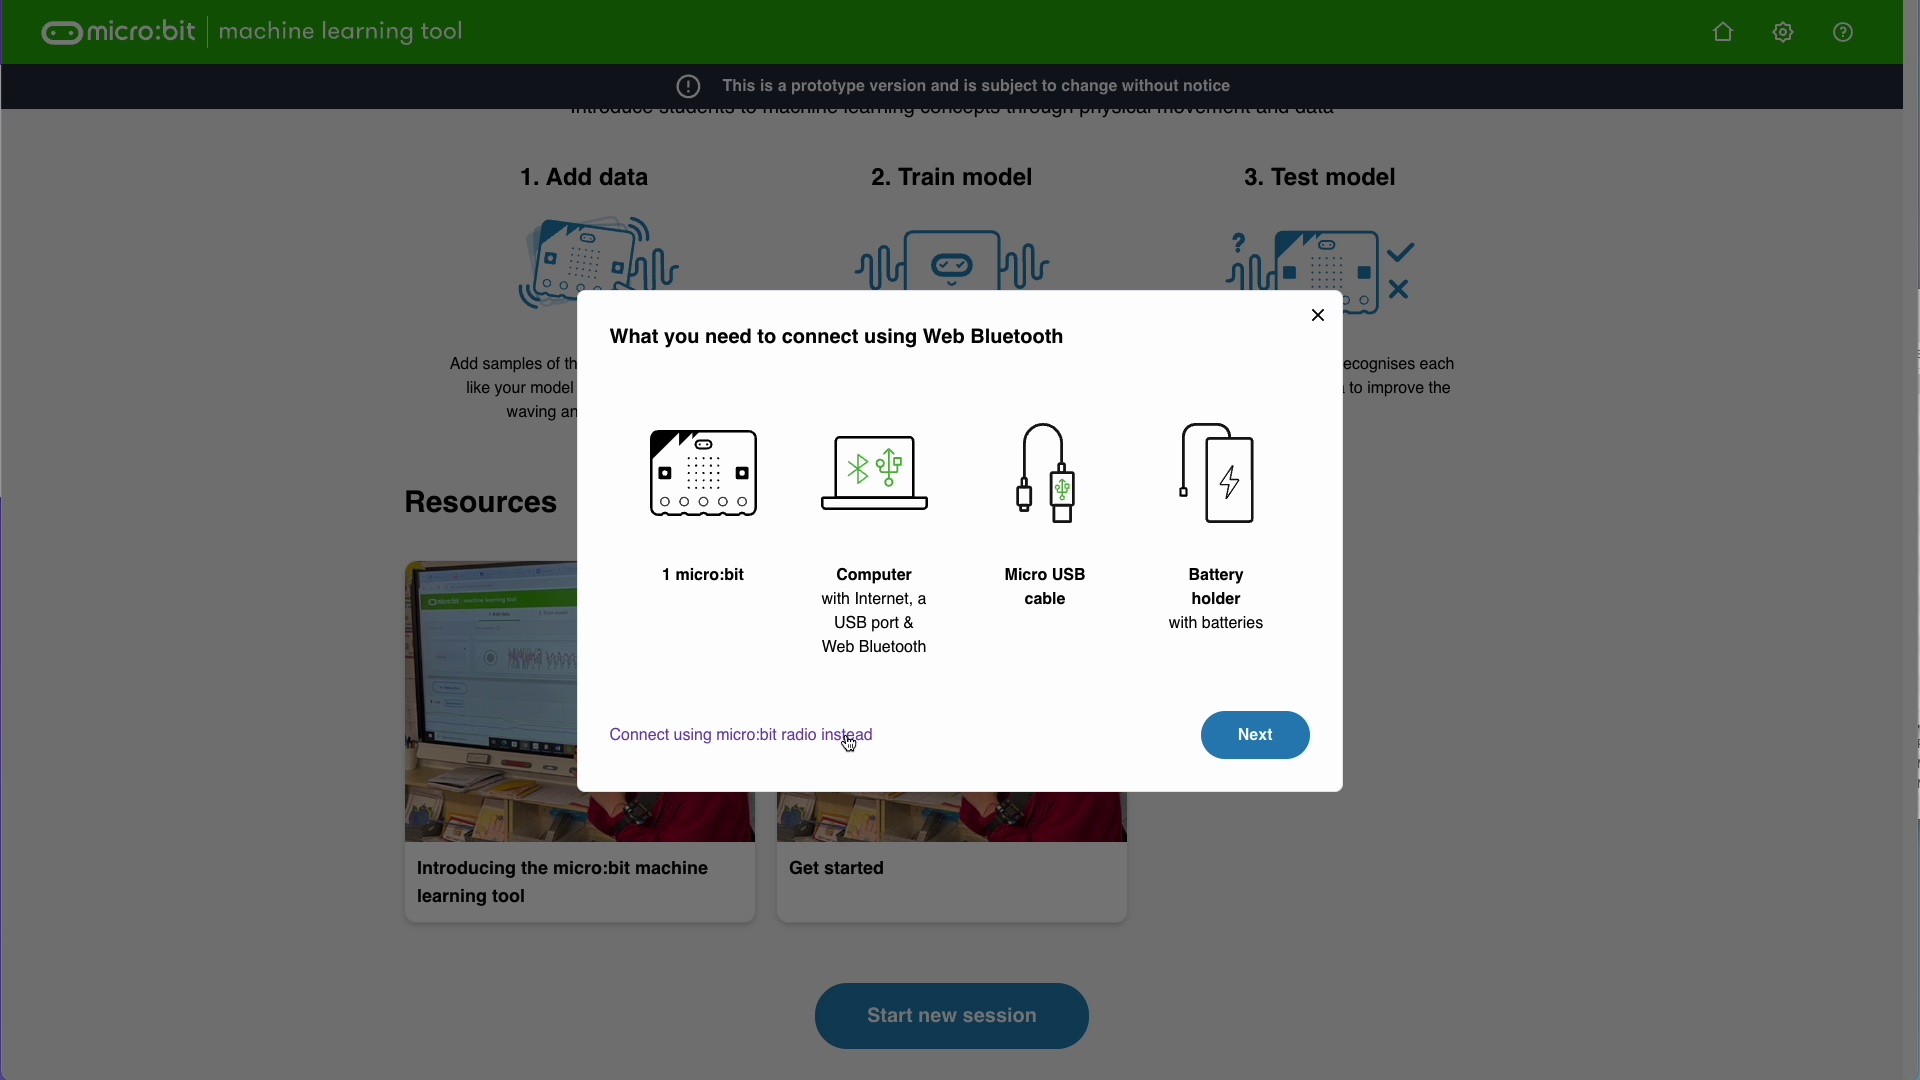 micro:bit | machine learning tool
This is a prototype version and is subject to change without notice
Introduce students to machine learning concepts through physical movement and data
1. Add data
2. Train model
3. Test model
?
Add samples of th
like your model
waving an
ecognises each
to improve the
What you need to connect using Web Bluetooth
1 micro:bit
Computer
with Internet, a
USB port &
Web Bluetooth
Micro USB
cable
Battery
holder
with batteries
Connect using micro:bit radio instead
Next
Resources
micro:bit machine learning tool
Introducing the micro:bit machine
learning tool
Get started
Start new session